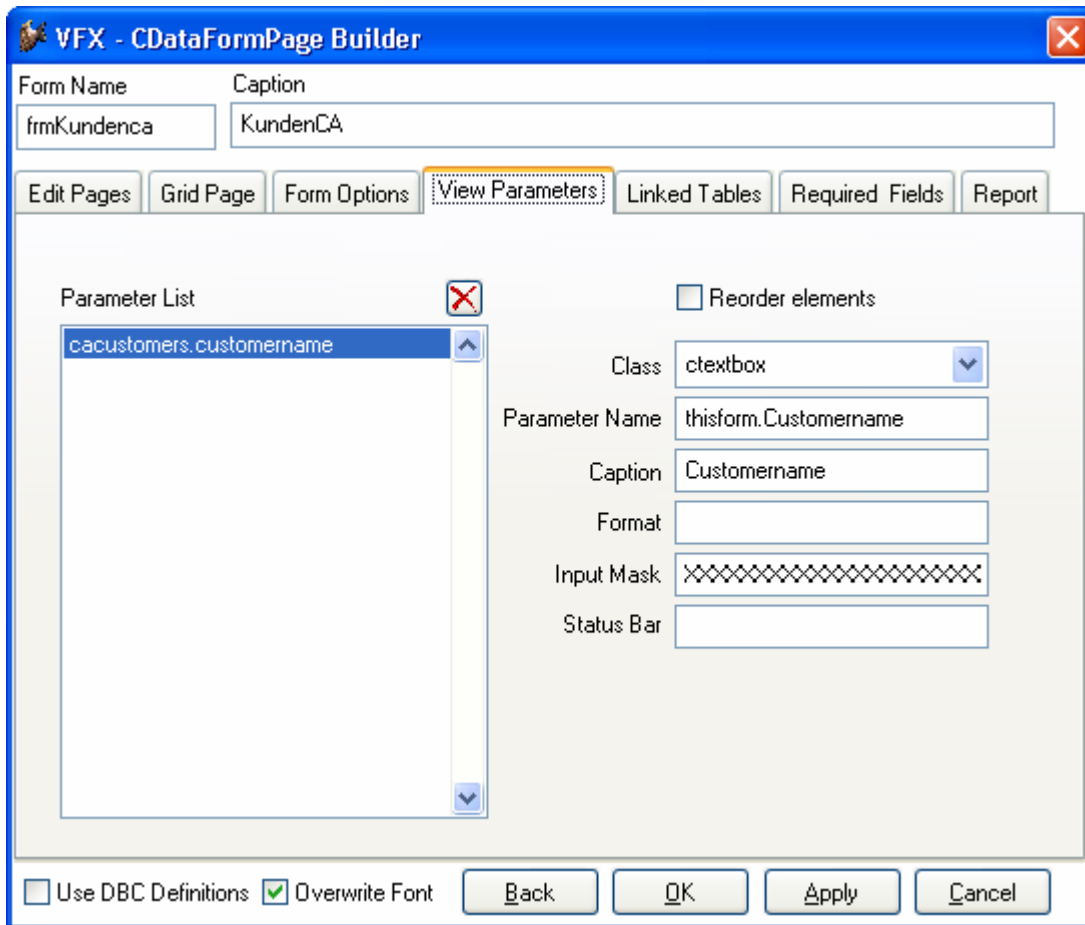 VFX - CDataFormPage Builder
Form Name Caption
frmKundenca KundenCA
Edit Pages Grid Page Form Options View Parameters Linked Tables Required Fields Report
Parameter List Reorder elements
cacustomers.customername
Class ctextbox
Parameter Name thisform.Customername
Caption Customername
Format
Input Mask XXXXXXXXXXXXXXXXXXXXXXX
Status Bar
Use DBC Definitions Overwrite Font Back OK Apply Cancel